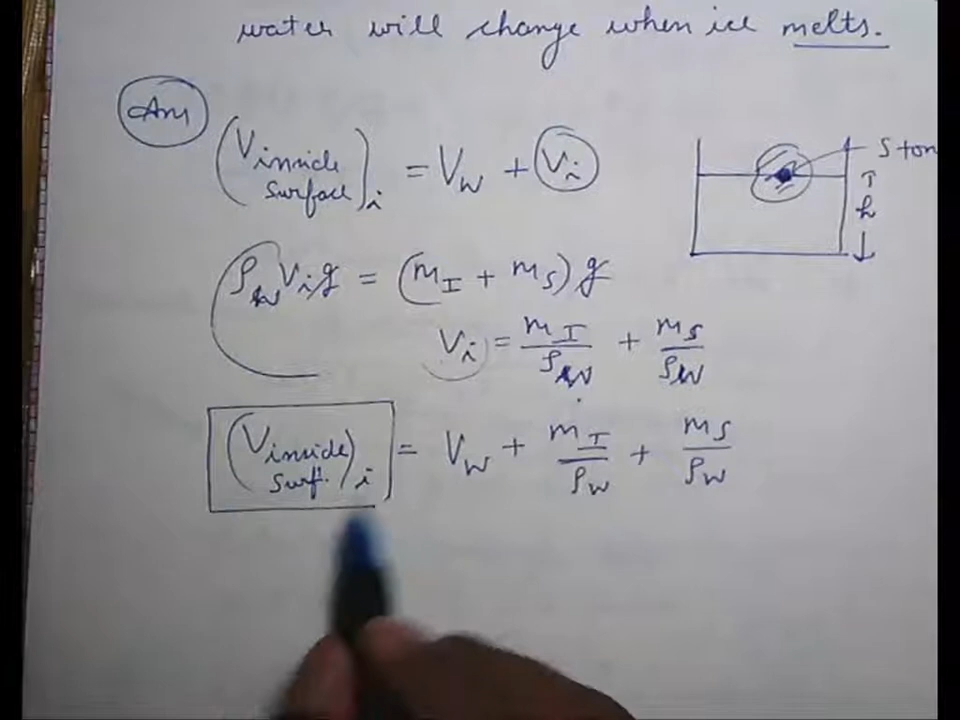 water will change when ice melts.
Ans
(V inside surface)i = Vw + Vi
Ston
h
ρw Vi g = (mI + mS) g
Vi = mI/ρw + mS/ρw
(V inside surf.)i = Vw + mI/ρw + mS/ρw